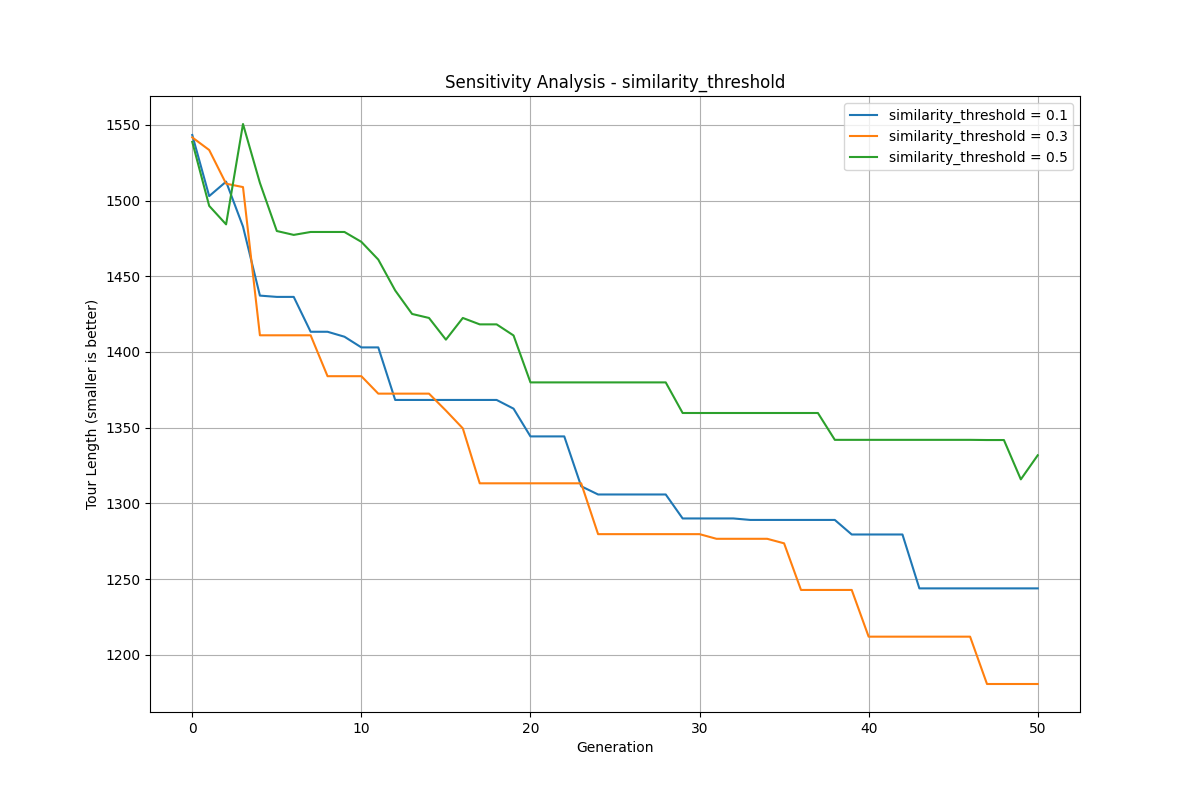 Sensitivity Analysis - similarity_threshold
similarity_threshold = 0.1
similarity_threshold = 0.3
similarity_threshold = 0.5
Tour Length (smaller is better)
1550
1500
1450
1400
1350
1300
1250
1200
0 10 20 30 40 50
Generation